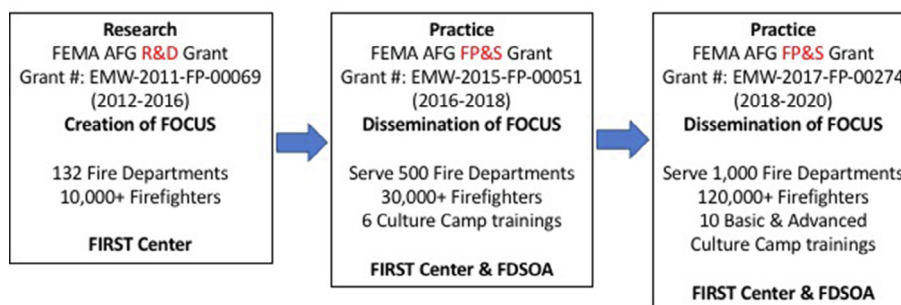 Research
FEMA AFG R&D Grant
Grant #: EMW-2011-FP-00069
(2012-2016)
Creation of FOCUS
132 Fire Departments
10,000+ Firefighters
FIRST Center
Practice
FEMA AFG FP&S Grant
Grant #: EMW-2015-FP-00051
(2016-2018)
Dissemination of FOCUS
Serve 500 Fire Departments
30,000+ Firefighters
6 Culture Camp trainings
FIRST Center & FDSOA
Practice
FEMA AFG FP&S Grant
Grant #: EMW-2017-FP-00274
(2018-2020)
Dissemination of FOCUS
Serve 1,000 Fire Departments
120,000+ Firefighters
10 Basic & Advanced
Culture Camp trainings
FIRST Center & FDSOA